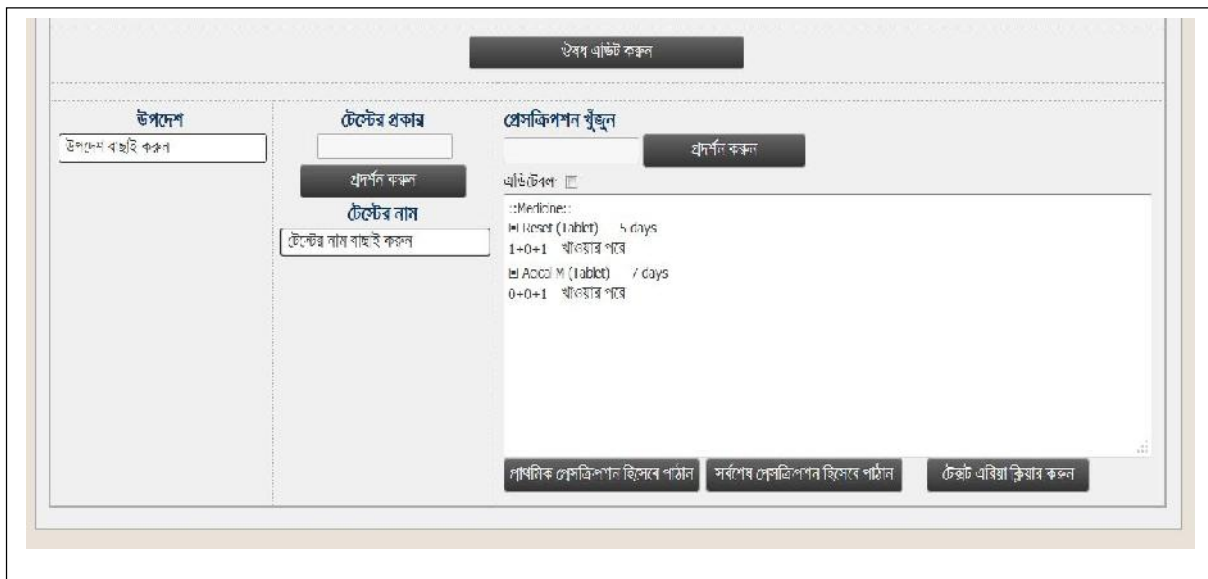 ঔষধ এডিট করুন
উপদেশ
উপদেশ বাছাই করুন
টেস্টের প্রকার
প্রদর্শন করুন
টেস্টের নাম
টেস্টের নাম বাছাই করুন
প্রেসক্রিপশন খুঁজুন
প্রদর্শন করুন
এডিটেবল:
::Medicine::
Reset (Tablet) 5 days
1+0+1 খাওয়ার পরে
M (Tablet) 7 days
0+0+1 খাওয়ার পরে
প্রাথমিক প্রেসক্রিপশন হিসেবে পাঠান
সর্বশেষ প্রেসক্রিপশন হিসেবে পাঠান
টেক্সট এরিয়া ক্লিয়ার করুন